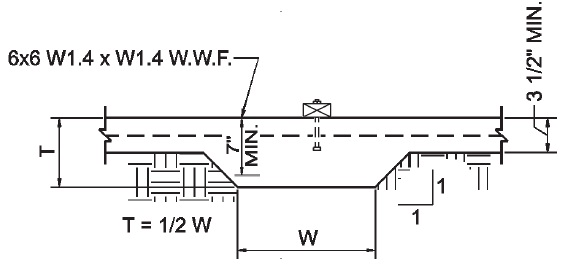 6x6 W1.4 x W1.4 W.W.F.
3 1/2" MIN.
7" MIN.
T
1
1
T = 1/2 W
W